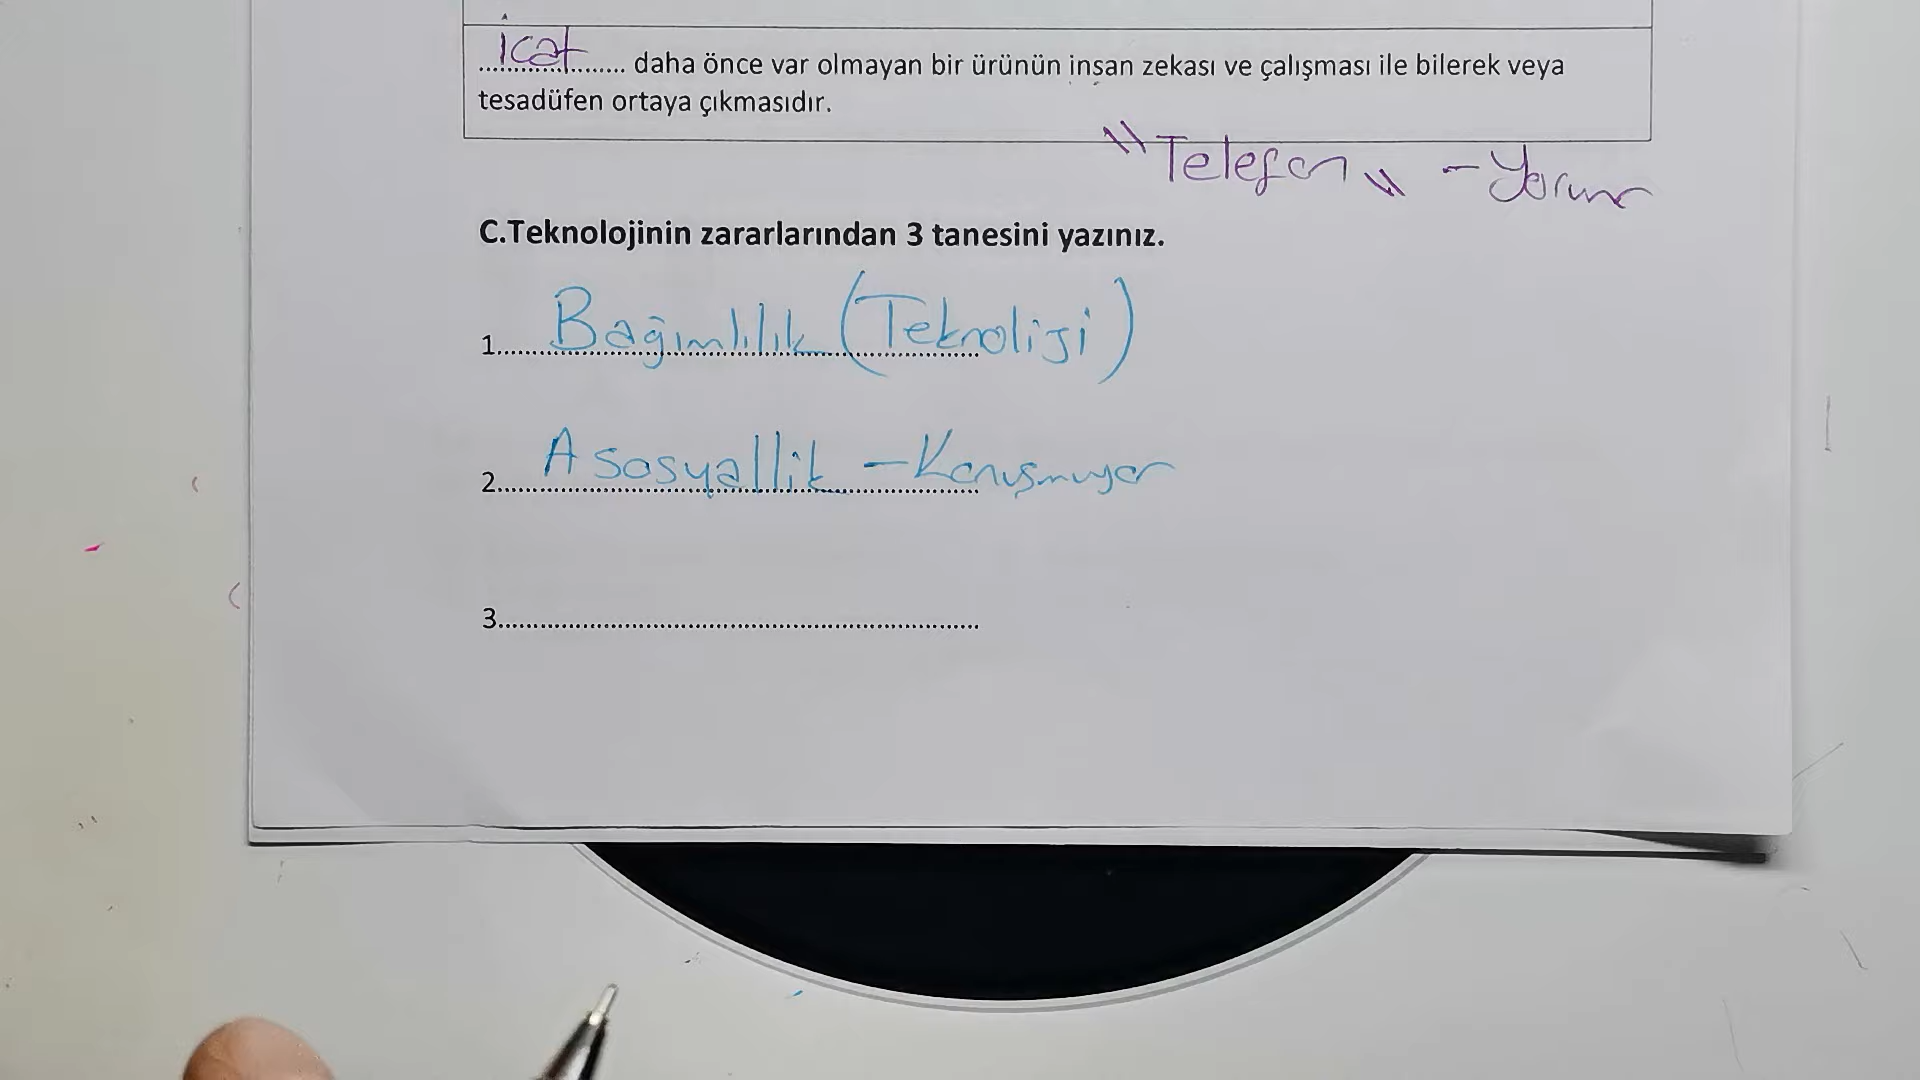 İcat ............ daha önce var olmayan bir ürünün insan zekası ve çalışması ile bilerek veya
tesadüfen ortaya çıkmasıdır.
"Telefon" - Yorum
C.Teknolojinin zararlarından 3 tanesini yazınız.
1. Bağımlılık (Teknoliji)
2. Asosyallik - Konuşmuyor
3.